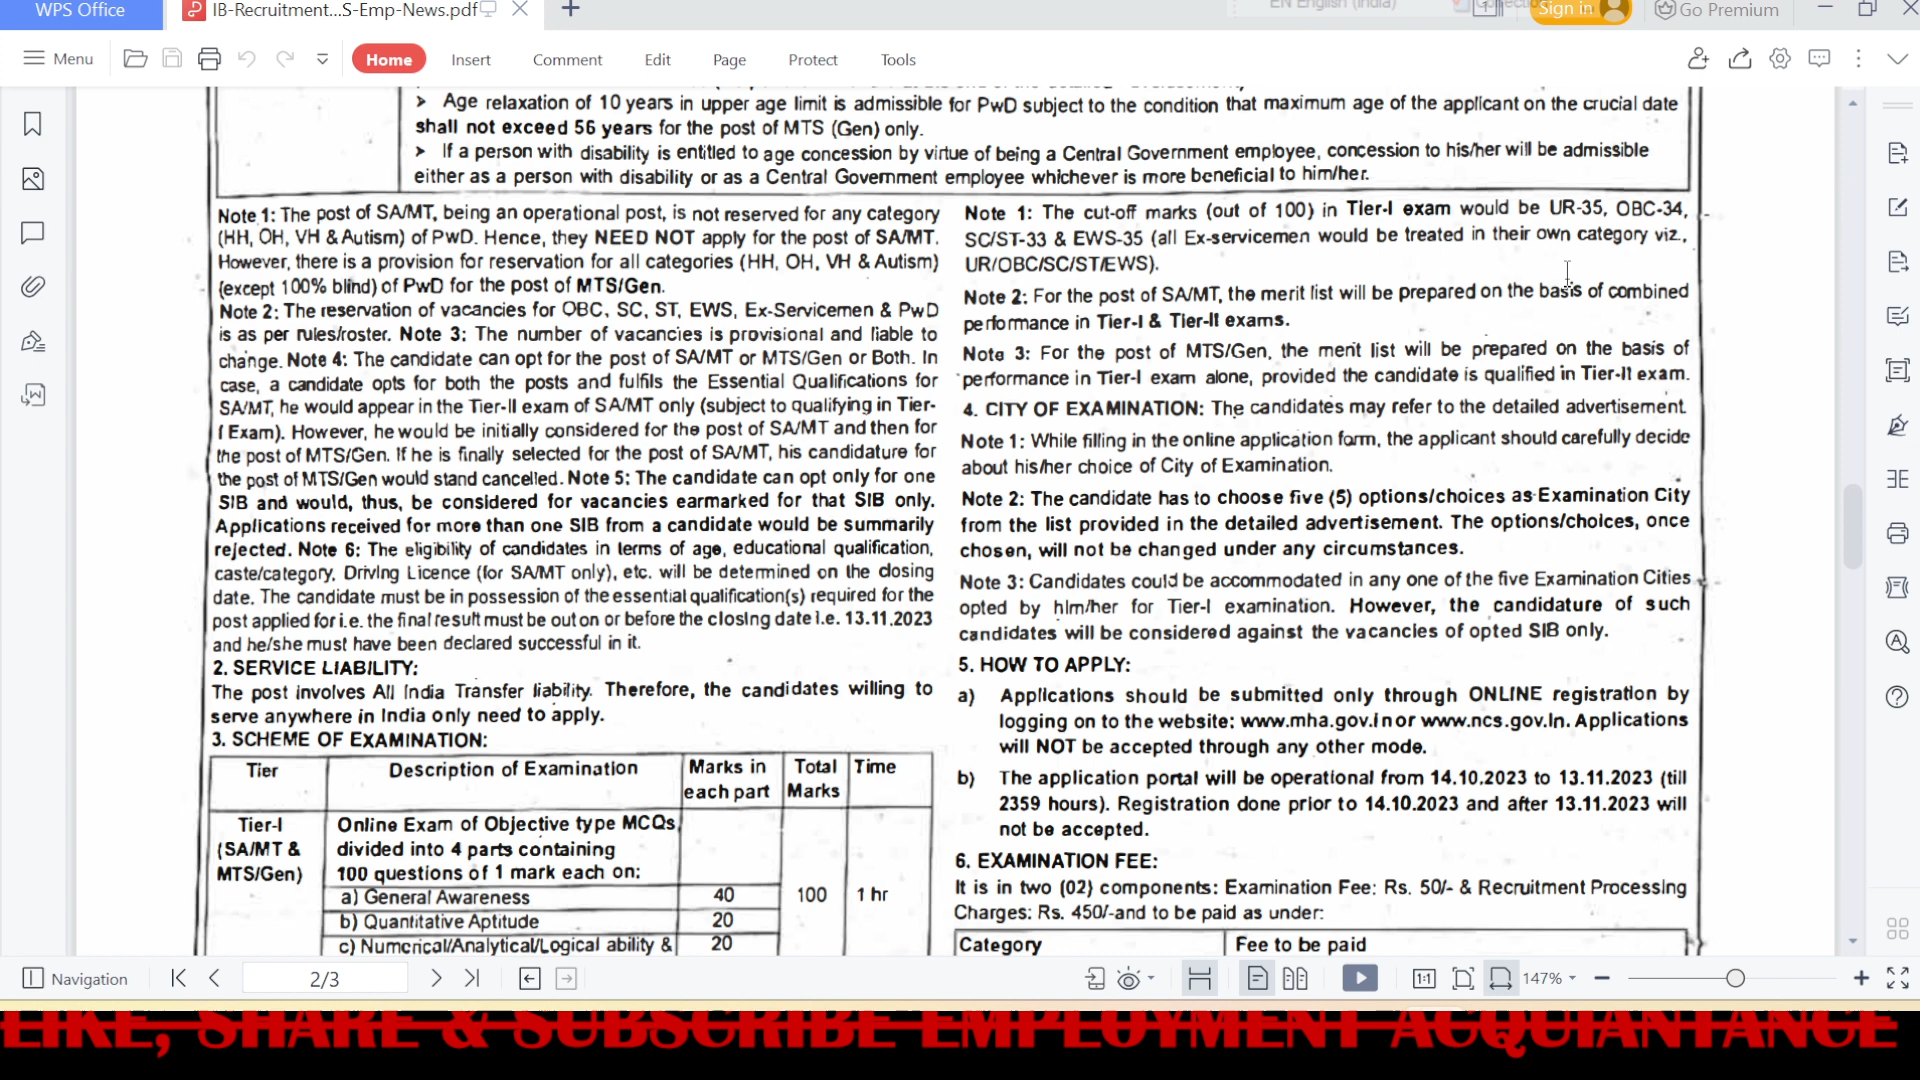 WPS Office
IB-Recruitment...S-Emp-News.pdf
EN English (India)
Sign in
Go Premium
Menu
Home
Insert
Comment
Edit
Page
Protect
Tools
➤ Age relaxation of 10 years in upper age limit is admissible for PwD subject to the condition that maximum age of the applicant on the crucial date
shall not exceed 56 years for the post of MTS (Gen) only.
➤ If a person with disability is entitled to age concession by virtue of being a Central Government employee, concession to his/her will be admissible
either as a person with disability or as a Central Government employee whichever is more beneficial to him/her.
Note 1: The post of SA/MT, being an operational post, is not reserved for any category
(HH, OH, VH & Autism) of PwD. Hence, they NEED NOT apply for the post of SA/MT.
However, there is a provision for reservation for all categories (HH, OH, VH & Autism)
(except 100% blind) of PwD for the post of MTS/Gen.
Note 2: The reservation of vacancies for OBC, SC, ST, EWS, Ex-Servicemen & PwD
is as per rules/roster. Note 3: The number of vacancies is provisional and liable to
change. Note 4: The candidate can opt for the post of SA/MT or MTS/Gen or Both. In
case, a candidate opts for both the posts and fulfils the Essential Qualifications for
SA/MT, he would appear in the Tier-II exam of SA/MT only (subject to qualifying in Tier-
I Exam). However, he would be initially considered for the post of SA/MT and then for
the post of MTS/Gen. If he is finally selected for the post of SA/MT, his candidature for
the post of MTS/Gen would stand cancelled. Note 5: The candidate can opt only for one
SIB and would, thus, be considered for vacancies earmarked for that SIB only.
Applications received for more than one SIB from a candidate would be summarily
rejected. Note 6: The eligibility of candidates in terms of age, educational qualification,
caste/category, Driving Licence (for SA/MT only), etc. will be determined on the closing
date. The candidate must be in possession of the essential qualification(s) required for the
post applied for i.e. the final result must be out on or before the closing date i.e. 13.11.2023
and he/she must have been declared successful in it.
2. SERVICE LIABILITY:
The post involves All India Transfer liability. Therefore, the candidates willing to
serve anywhere in India only need to apply.
3. SCHEME OF EXAMINATION:
Tier
Description of Examination
Marks in
each part
Total
Marks
Time
Tier-I
(SA/MT &
MTS/Gen)
Online Exam of Objective type MCQs
divided into 4 parts containing
100 questions of 1 mark each on:
a) General Awareness
40
100
1 hr
b) Quantitative Aptitude
20
c) Numerical/Analytical/Logical ability &
20
Note 1: The cut-off marks (out of 100) in Tier-I exam would be UR-35, OBC-34,
SC/ST-33 & EWS-35 (all Ex-servicemen would be treated in their own category viz.,
UR/OBC/SC/ST/EWS).
Note 2: For the post of SA/MT, the merit list will be prepared on the basis of combined
performance in Tier-I & Tier-II exams.
Note 3: For the post of MTS/Gen, the merit list will be prepared on the basis of
performance in Tier-I exam alone, provided the candidate is qualified in Tier-II exam.
4. CITY OF EXAMINATION: The candidates may refer to the detailed advertisement.
Note 1: While filling in the online application form, the applicant should carefully decide
about his/her choice of City of Examination.
Note 2: The candidate has to choose five (5) options/choices as Examination City
from the list provided in the detailed advertisement. The options/choices, once
chosen, will not be changed under any circumstances.
Note 3: Candidates could be accommodated in any one of the five Examination Cities
opted by him/her for Tier-I examination. However, the candidature of such
candidates will be considered against the vacancies of opted SIB only.
5. HOW TO APPLY:
a) Applications should be submitted only through ONLINE registration by
logging on to the website: www.mha.gov.in or www.ncs.gov.in. Applications
will NOT be accepted through any other mode.
b) The application portal will be operational from 14.10.2023 to 13.11.2023 (till
2359 hours). Registration done prior to 14.10.2023 and after 13.11.2023 will
not be accepted.
6. EXAMINATION FEE:
It is in two (02) components: Examination Fee: Rs. 50/- & Recruitment Processing
Charges: Rs. 450/-and to be paid as under:
Category
Fee to be paid
Navigation
2/3
1:1
147%
LIKE, SHARE & SUBSCRIBE EMPLOYMENT ACQUIANTANCE